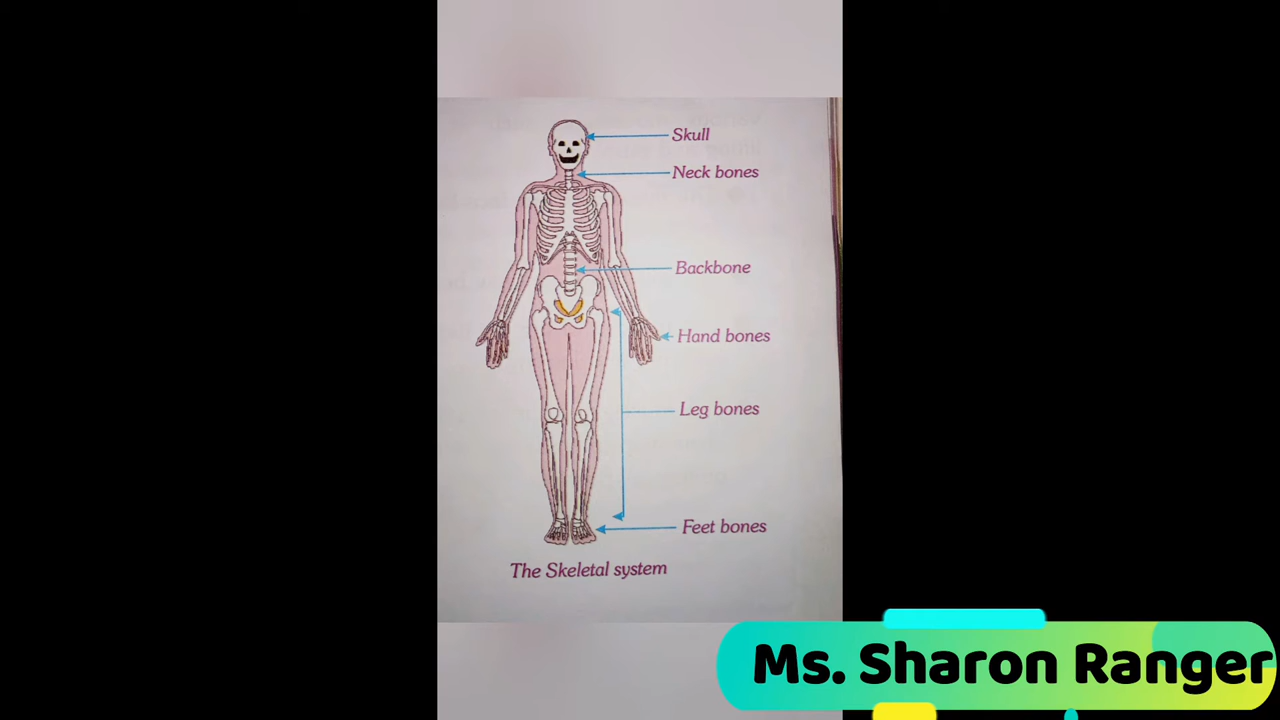 Skull
Neck bones
Backbone
Hand bones
Leg bones
Feet bones
The Skeletal system
Ms. Sharon Ranger